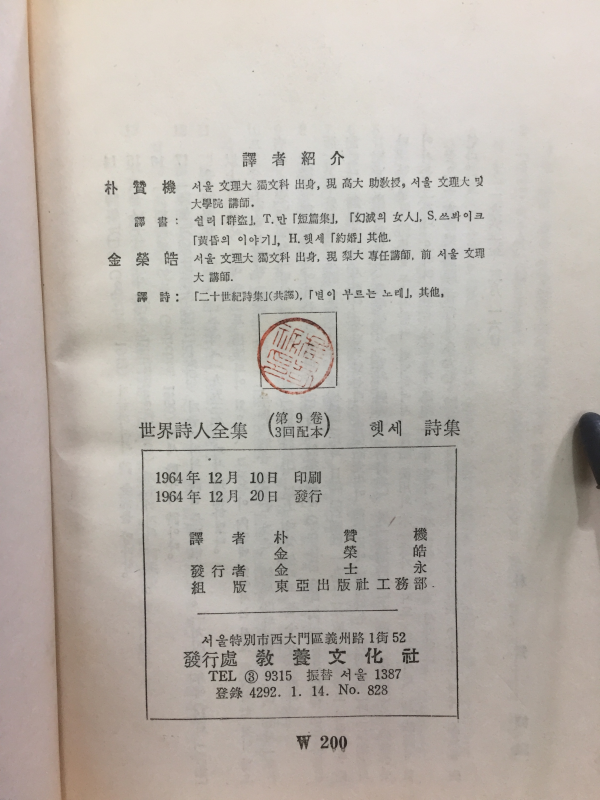 譯者紹介
朴贊機 서울 文理大 獨文科 出身, 現 高大 助敎授。 서울 文理大 및
大學院 講師.
譯書: 쉴러「群盜」, T.만「短篇集」, 「幻滅의 女人」, S.쓰봐이크
「黃昏의 이야기」, H.헷세「約婚」其他.
金榮皓 서울 文理大 獨文科 出身, 現 梨大 專任講師. 前 서울 文理
大 講師.
譯詩: 「二十世紀詩集」(共譯), 「별이 부르는 노래」, 其他。
世界詩人全集 (第9卷 3回配本) 헷세 詩集
1964年 12月 10日 印刷
1964年 12月 20日 發行
譯者 朴贊機
金榮皓
發行者 金士永
組版 東亞出版社工務部
서울特別市西大門區義州路1街52
發行處 敎養文化社
TEL ③ 9315 振替 서울 1387
登錄 4292. 1. 14. No. 828
₩ 200